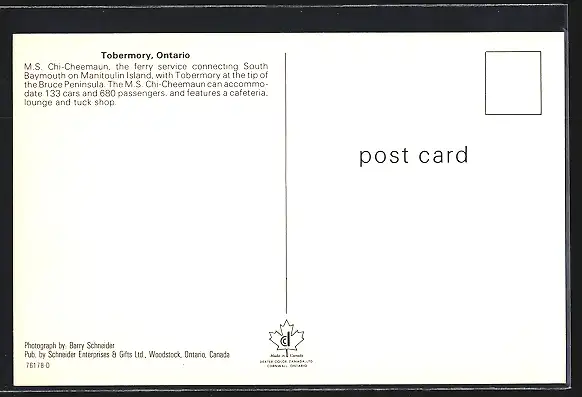 Tobermory, Ontario
M.S. Chi-Cheemaun, the ferry service connecting South
Baymouth on Manitoulin Island, with Tobermory at the tip of
the Bruce Peninsula. The M.S. Chi-Cheemaun can accommo-
date 133 cars and 680 passengers, and features a cafeteria,
lounge and tuck shop.
post card
Photograph by: Barry Schneider
Pub. by Schneider Enterprises & Gifts Ltd., Woodstock, Ontario, Canada
76178D
Made in Canada
DEXTER COLOR CANADA LTD
CORNWALL, ONTARIO